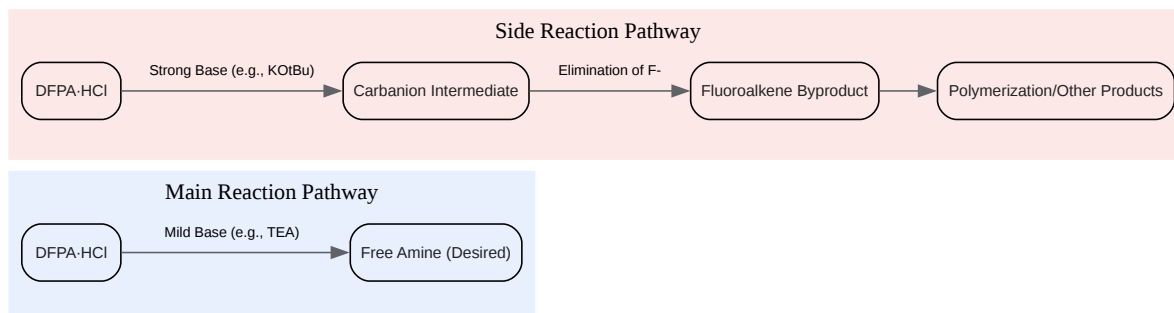 Side Reaction Pathway
DFPA·HCl
Strong Base (e.g., KOtBu)
Carbanion Intermediate
Elimination of F-
Fluoroalkene Byproduct
Polymerization/Other Products
Main Reaction Pathway
DFPA·HCl
Mild Base (e.g., TEA)
Free Amine (Desired)